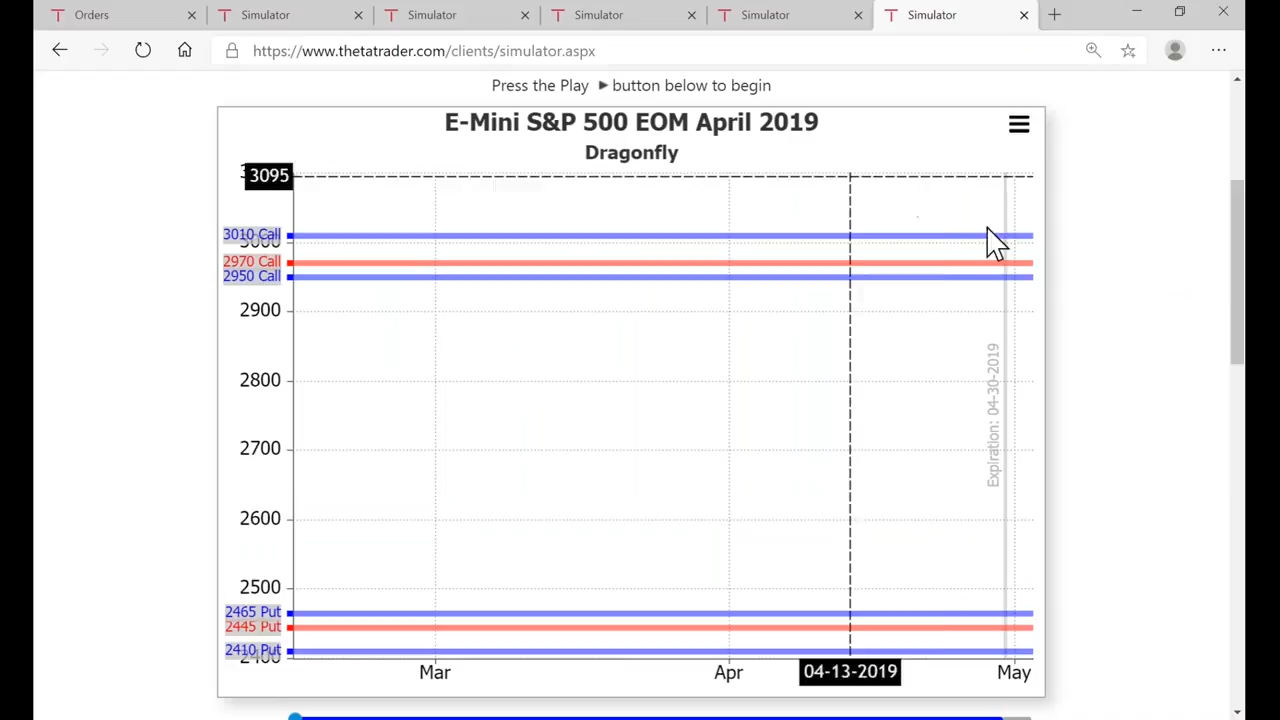 Orders
Simulator
Simulator
Simulator
Simulator
Simulator
https://www.thetatrader.com/clients/simulator.aspx
Press the Play ▶ button below to begin
E-Mini S&P 500 EOM April 2019
Dragonfly
3095
3010 Call
3000
2970 Call
2950 Call
2900
2800
2700
2600
2500
2465 Put
2445 Put
2410 Put
2400
Expiration: 04-30-2019
Mar
Apr
04-13-2019
May